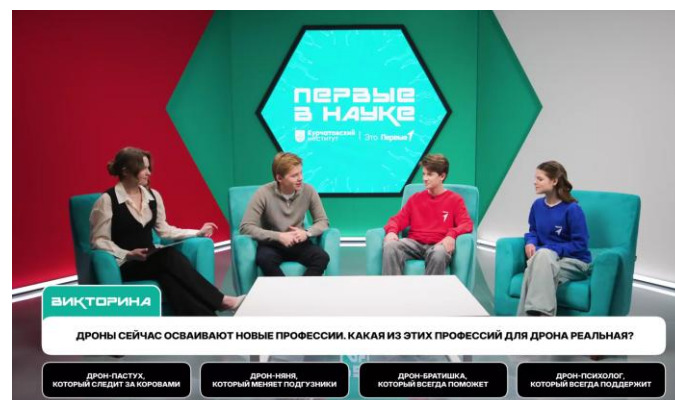 ПЕРВЫЕ
В НАУКЕ
Курчатовский
институт
Это Первые
ВИКТОРИНА
ДРОНЫ СЕЙЧАС ОСВАИВАЮТ НОВЫЕ ПРОФЕССИИ. КАКАЯ ИЗ ЭТИХ ПРОФЕССИЙ ДЛЯ ДРОНА РЕАЛЬНАЯ?
ДРОН-ПАСТУХ,
КОТОРЫЙ СЛЕДИТ ЗА КОРОВАМИ
ДРОН-НЯНЯ,
КОТОРЫЙ МЕНЯЕТ ПОДГУЗНИКИ
ДРОН-БРАТИШКА,
КОТОРЫЙ ВСЕГДА ПОМОЖЕТ
ДРОН-ПСИХОЛОГ,
КОТОРЫЙ ВСЕГДА ПОДДЕРЖИТ